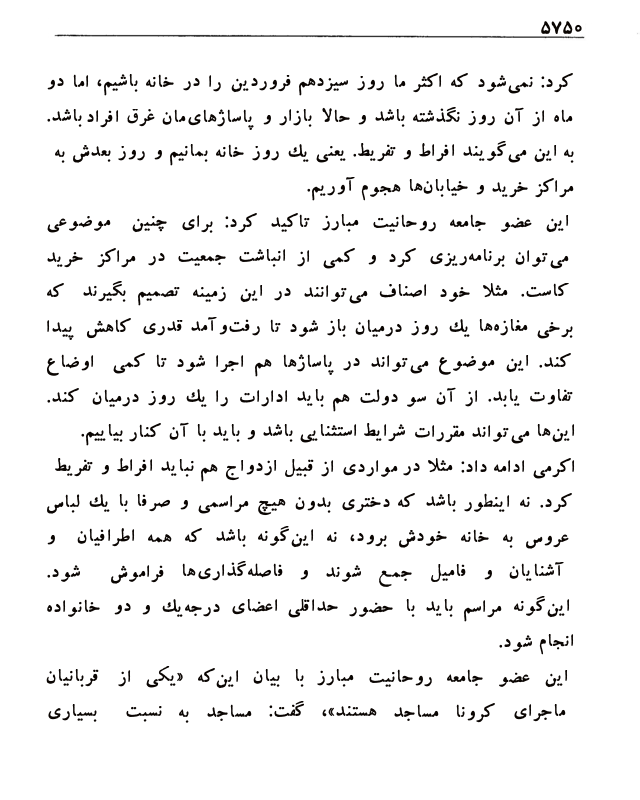 ۵۷۵۰
کرد: نمی‌شود که اکثر ما روز سیزدهم فروردین را در خانه باشیم، اما دو
ماه از آن روز نگذشته باشد و حالا بازار و پاساژهای‌مان غرق افراد باشد.
به این می‌گویند افراط و تفریط. یعنی یك روز خانه بمانیم و روز بعدش به
مراکز خرید و خیابان‌ها هجوم آوریم.
این عضو جامعه روحانیت مبارز تاکید کرد: برای چنین موضوعی
می‌توان برنامه‌ریزی کرد و کمی از انباشت جمعیت در مراکز خرید
کاست. مثلا خود اصناف می‌توانند در این زمینه تصمیم بگیرند که
برخی مغازه‌ها یك روز درمیان باز شود تا رفت‌و‌آمد قدری کاهش پیدا
کند. این موضوع می‌تواند در پاساژها هم اجرا شود تا کمی اوضاع
تفاوت یابد. از آن سو دولت هم باید ادارات را یك روز درمیان کند.
این‌ها می‌تواند مقررات شرایط استثنایی باشد و باید با آن کنار بیاییم.
اکرمی ادامه داد: مثلا در مواردی از قبیل ازدواج هم نباید افراط و تفریط
کرد. نه اینطور باشد که دختری بدون هیچ مراسمی و صرفا با یك لباس
عروس به خانه خودش برود، نه این‌گونه باشد که همه اطرافیان و
آشنایان و فامیل جمع شوند و فاصله‌گذاری‌ها فراموش شود.
این‌گونه مراسم باید با حضور حداقلی اعضای درجه‌یك و دو خانواده
انجام شود.
این عضو جامعه روحانیت مبارز با بیان این‌که «یکی از قربانیان
ماجرای کرونا مساجد هستند»، گفت: مساجد به نسبت بسیاری